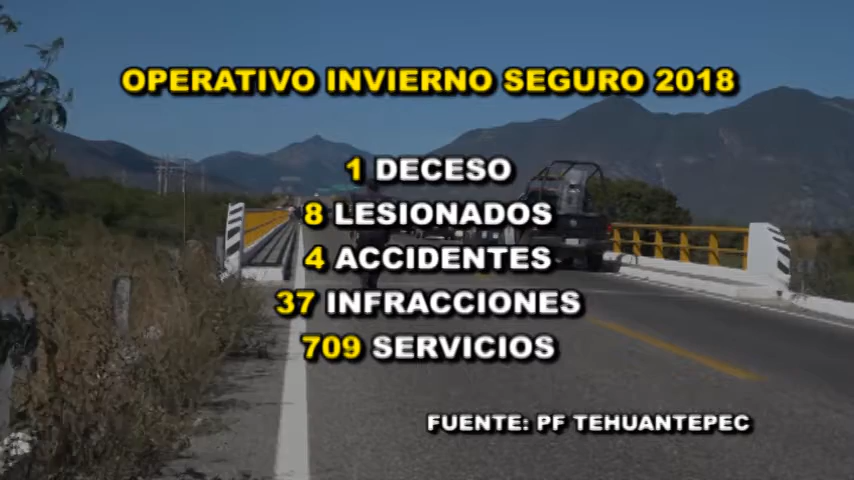 OPERATIVO INVIERNO SEGURO 2018
1 DECESO
8 LESIONADOS
4 ACCIDENTES
37 INFRACCIONES
709 SERVICIOS
FUENTE: PF TEHUANTEPEC